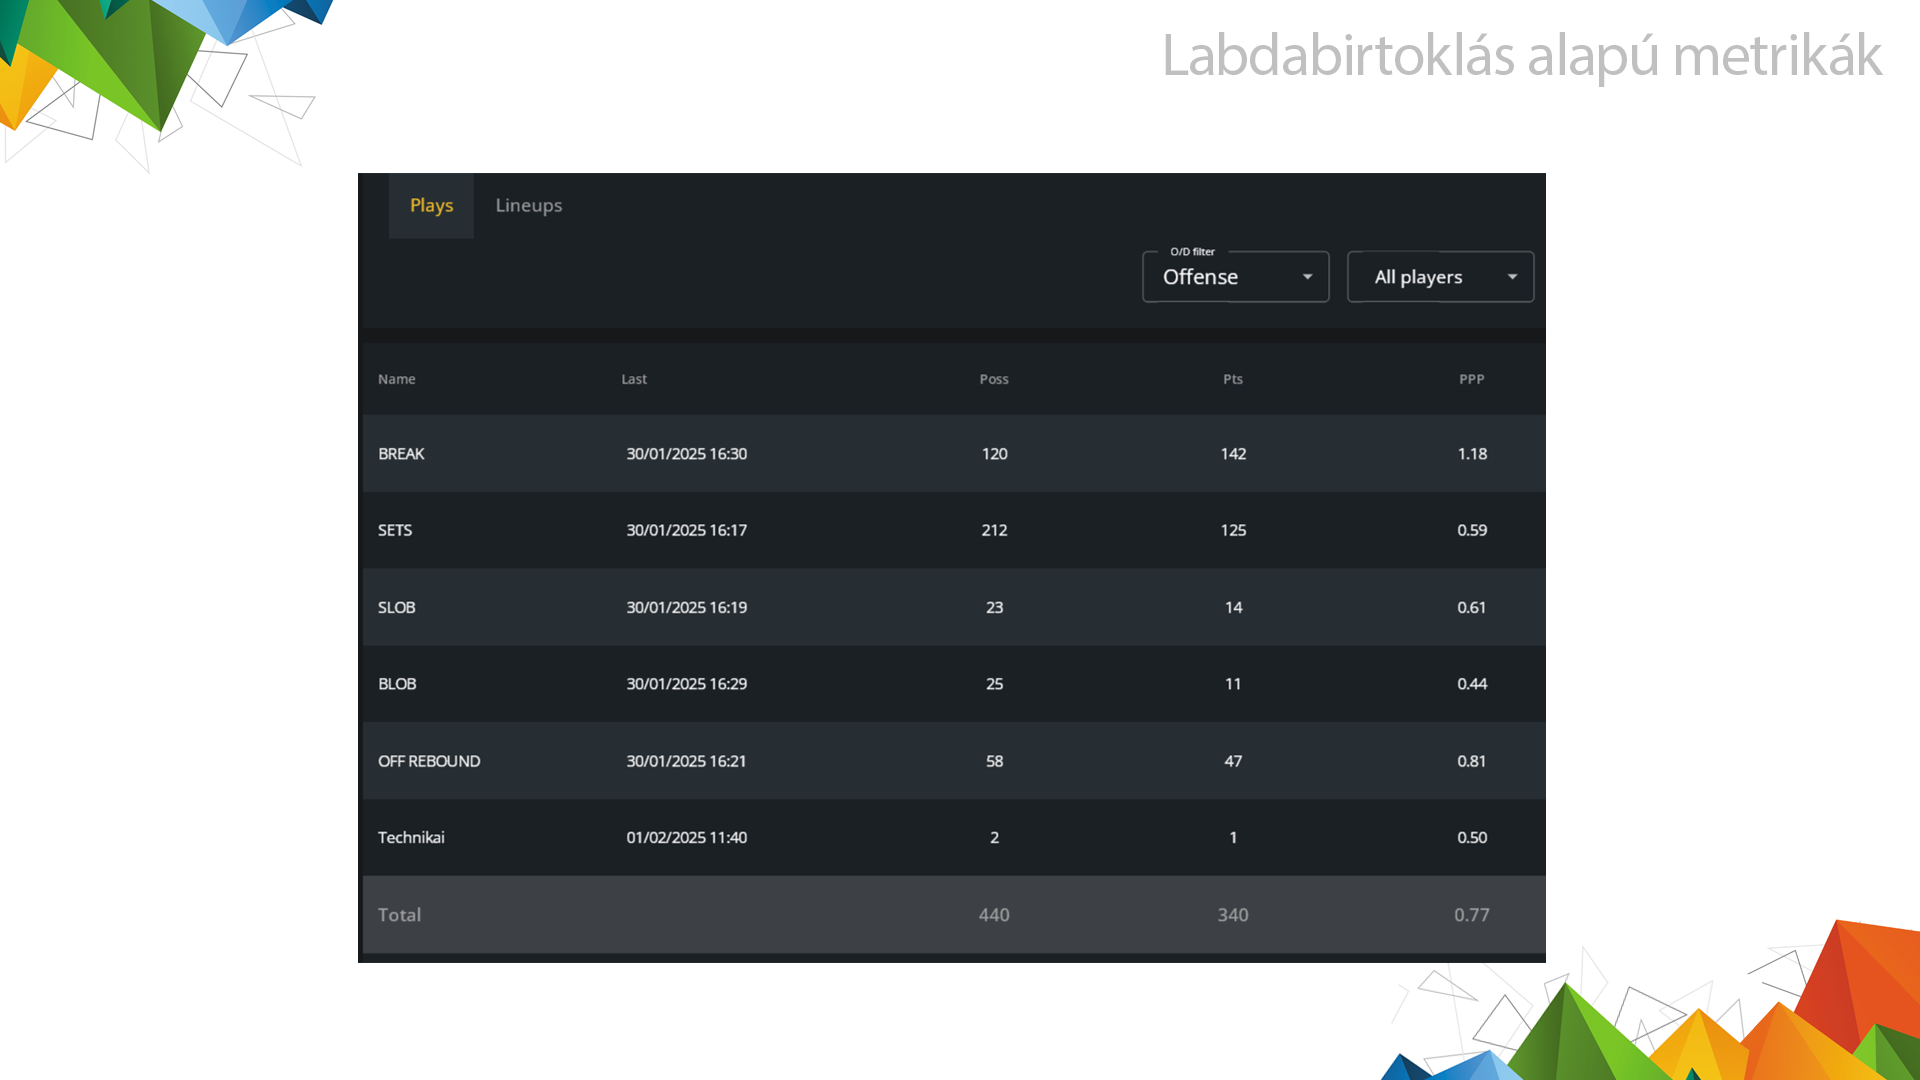 Labdabirtoklás alapú metrikák
Plays Lineups
O/D filter
Offense All players
Name Last Poss Pts PPP
BREAK 30/01/2025 16:30 120 142 1.18
SETS 30/01/2025 16:17 212 125 0.59
SLOB 30/01/2025 16:19 23 14 0.61
BLOB 30/01/2025 16:29 25 11 0.44
OFF REBOUND 30/01/2025 16:21 58 47 0.81
Technikai 01/02/2025 11:40 2 1 0.50
Total 440 340 0.77